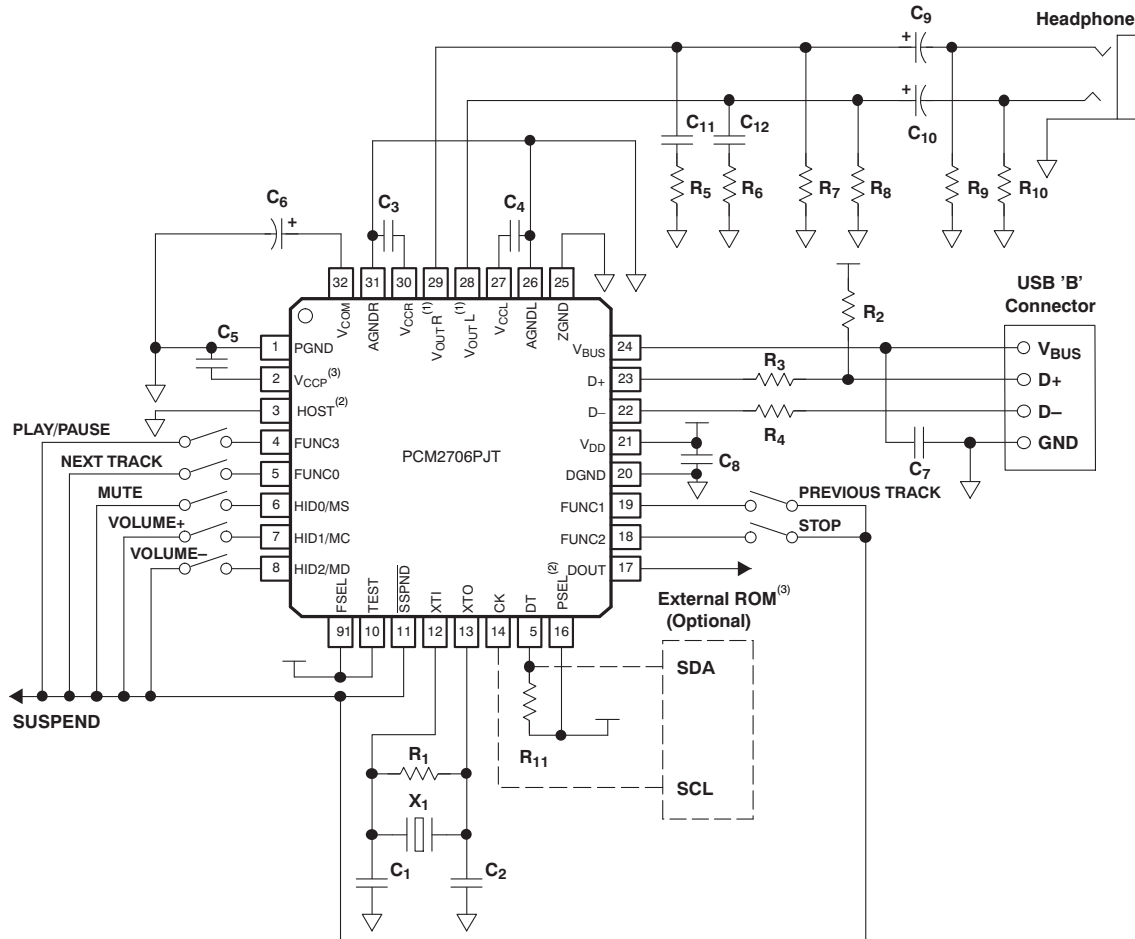 C9
Headphone
C10
C11
C12
R5
R6
R7
R8
R9
R10
C6
C3
C4
32
31
30
29
28
27
26
25
VCOM
AGNDR
VCCR
VOUT R(1)
VOUT L(1)
VCCL
AGNDL
ZGND
USB 'B'
Connector
R2
C5
1 PGND
2 VCCP(3)
3 HOST(2)
PLAY/PAUSE
4 FUNC3
NEXT TRACK
5 FUNC0
MUTE
6 HID0/MS
VOLUME+
7 HID1/MC
VOLUME–
8 HID2/MD
PCM2706PJT
VBUS 24
D+ 23
D– 22
VDD 21
DGND 20
FUNC1 19
FUNC2 18
DOUT 17
R3
R4
VBUS
D+
D–
GND
C7
C8
PREVIOUS TRACK
STOP
FSEL
TEST
SSPND
XTI
XTO
CK
DT
PSEL(2)
91
10
11
12
13
14
5
16
External ROM(3)
(Optional)
SDA
SCL
SUSPEND
R11
R1
X1
C1
C2